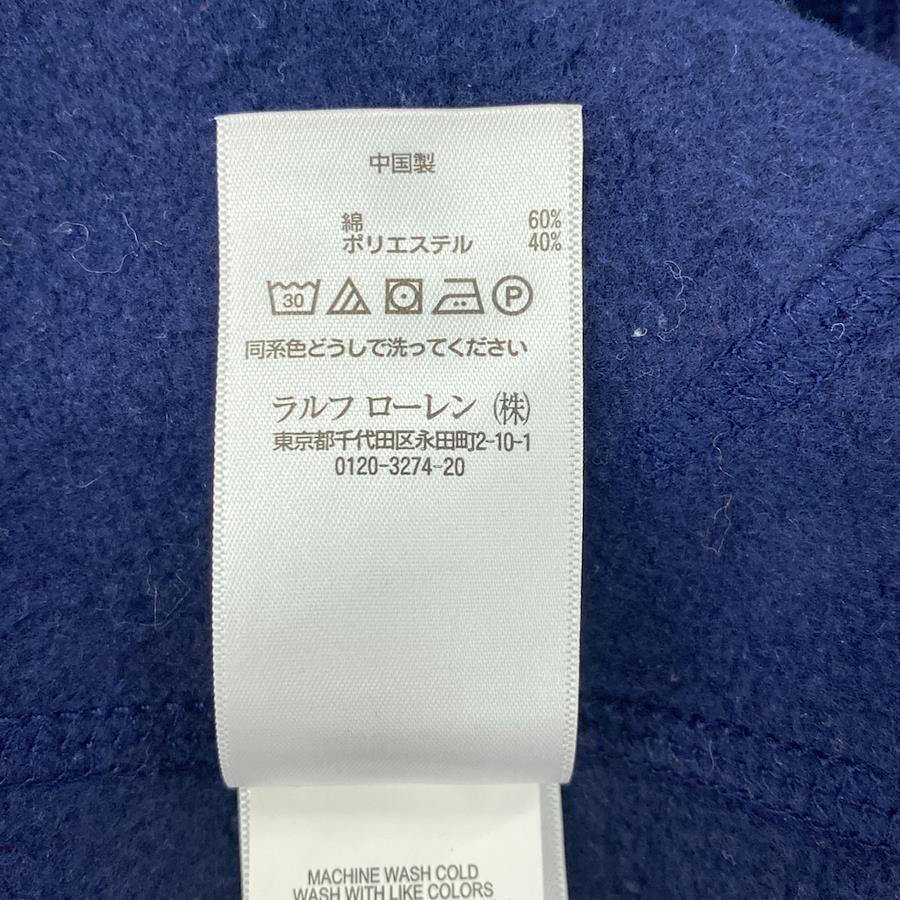 中国製
綿 60%
ポリエステル 40%
30 P
同系色どうしで洗ってください
ラルフ ローレン (株)
東京都千代田区永田町2-10-1
0120-3274-20
MACHINE WASH COLD
WASH WITH LIKE COLORS